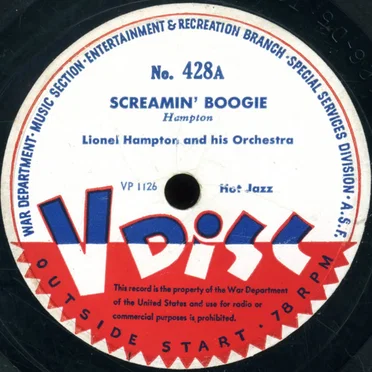 WAR DEPARTMENT · MUSIC SECTION · ENTERTAINMENT & RECREATION BRANCH · SPECIAL SERVICES DIVISION · A.S.F.
No. 428A
SCREAMIN' BOOGIE
Hampton
Lionel Hampton and his Orchestra
VP 1126 Hot Jazz
V DiSC
This record is the property of the War Department
of the United States and use for radio or
commercial purposes is prohibited.
OUTSIDE START · 78 RPM